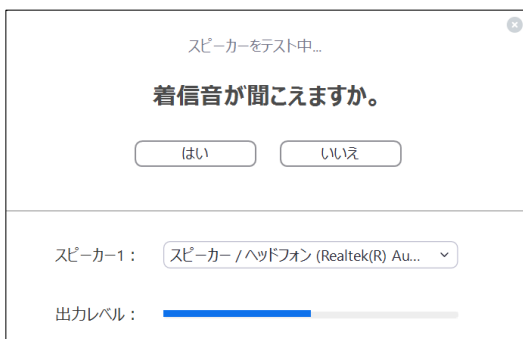 スピーカーをテスト中...
着信音が聞こえますか。
はい
いいえ
スピーカー1：
スピーカー / ヘッドフォン (Realtek(R) Au...
出力レベル：